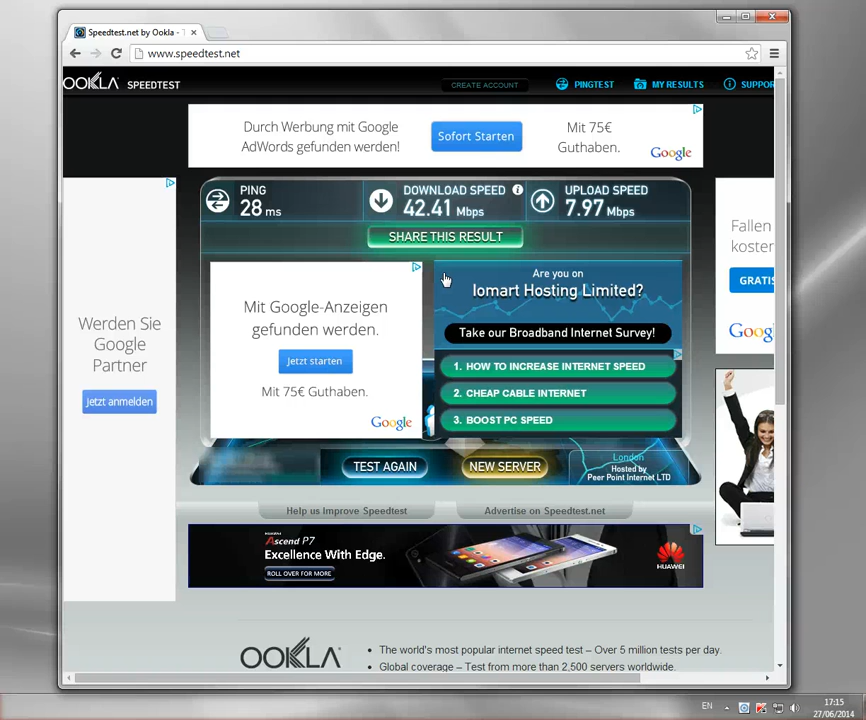 Speedtest.net by Ookla - T
www.speedtest.net
OOKLA SPEEDTEST
CREATE ACCOUNT
PINGTEST
MY RESULTS
SUPPOR
Durch Werbung mit Google
AdWords gefunden werden!
Sofort Starten
Mit 75€
Guthaben.
Google
PING
28 ms
DOWNLOAD SPEED
42.41 Mbps
UPLOAD SPEED
7.97 Mbps
SHARE THIS RESULT
Werden Sie
Google
Partner
Jetzt anmelden
Mit Google-Anzeigen
gefunden werden.
Jetzt starten
Mit 75€ Guthaben.
Google
Are you on
Iomart Hosting Limited?
Take our Broadband Internet Survey!
1. HOW TO INCREASE INTERNET SPEED
2. CHEAP CABLE INTERNET
3. BOOST PC SPEED
Fallen
kosten
GRATIS
Google
TEST AGAIN
NEW SERVER
London
Hosted by
Peer Point Internet LTD
Help us Improve Speedtest
Advertise on Speedtest.net
HUAWEI
Ascend P7
Excellence With Edge.
ROLL OVER FOR MORE
HUAWEI
OOKLA
• The world's most popular internet speed test – Over 5 million tests per day.
• Global coverage – Test from more than 2,500 servers worldwide.
EN
17:15
27/06/2014